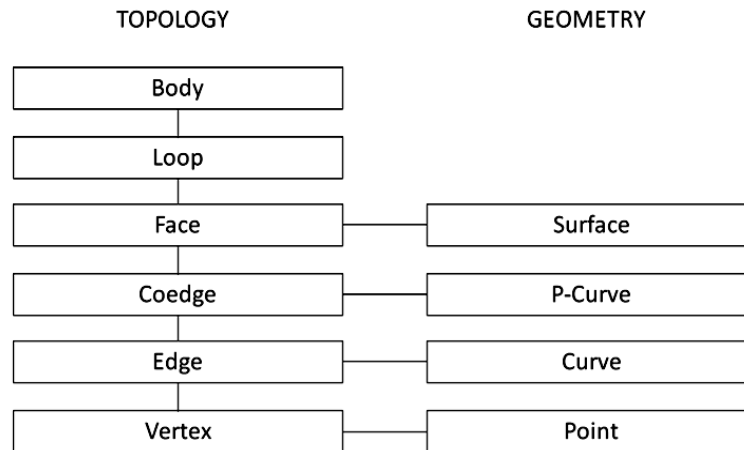 TOPOLOGY GEOMETRY
Body
Loop
Face Surface
Coedge P-Curve
Edge Curve
Vertex Point